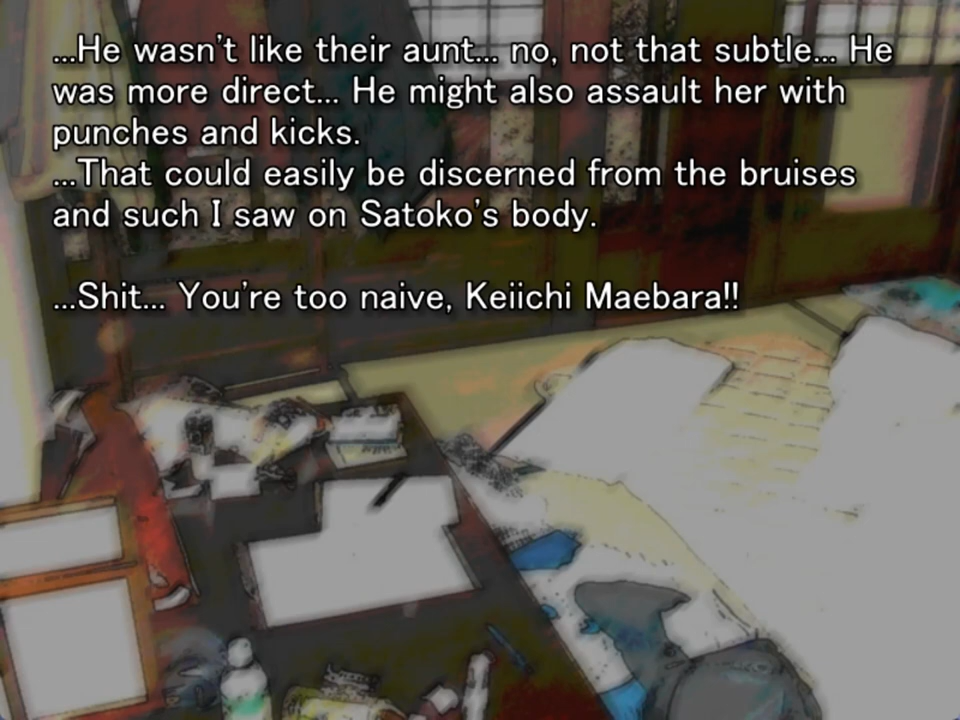 ...He wasn't like their aunt... no, not that subtle... He
was more direct... He might also assault her with
punches and kicks.
...That could easily be discerned from the bruises
and such I saw on Satoko's body.
...Shit... You're too naive, Keiichi Maebara!!